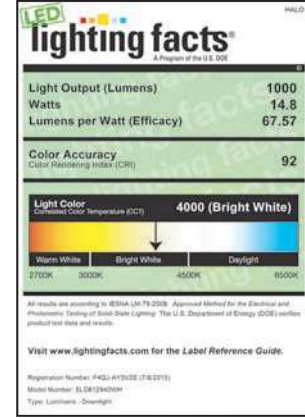 HALO
LED
lighting facts®
A Program of the U.S. DOE
Light Output (Lumens) 1000
Watts 14.8
Lumens per Watt (Efficacy) 67.57
Color Accuracy 92
Color Rendering Index (CRI)
Light Color 4000 (Bright White)
Correlated Color Temperature (CCT)
Warm White Bright White Daylight
2700K 3000K 4500K 6500K
All results are according to IESNA LM-79-2008: Approved Method for the Electrical and
Photometric Testing of Solid-State Lighting. The U.S. Department of Energy (DOE) verifies
product test data and results.
Visit www.lightingfacts.com for the Label Reference Guide.
Registration Number: (7/8/2015)
Model Number: SLD612940WH
Type: Luminaire - Downlight